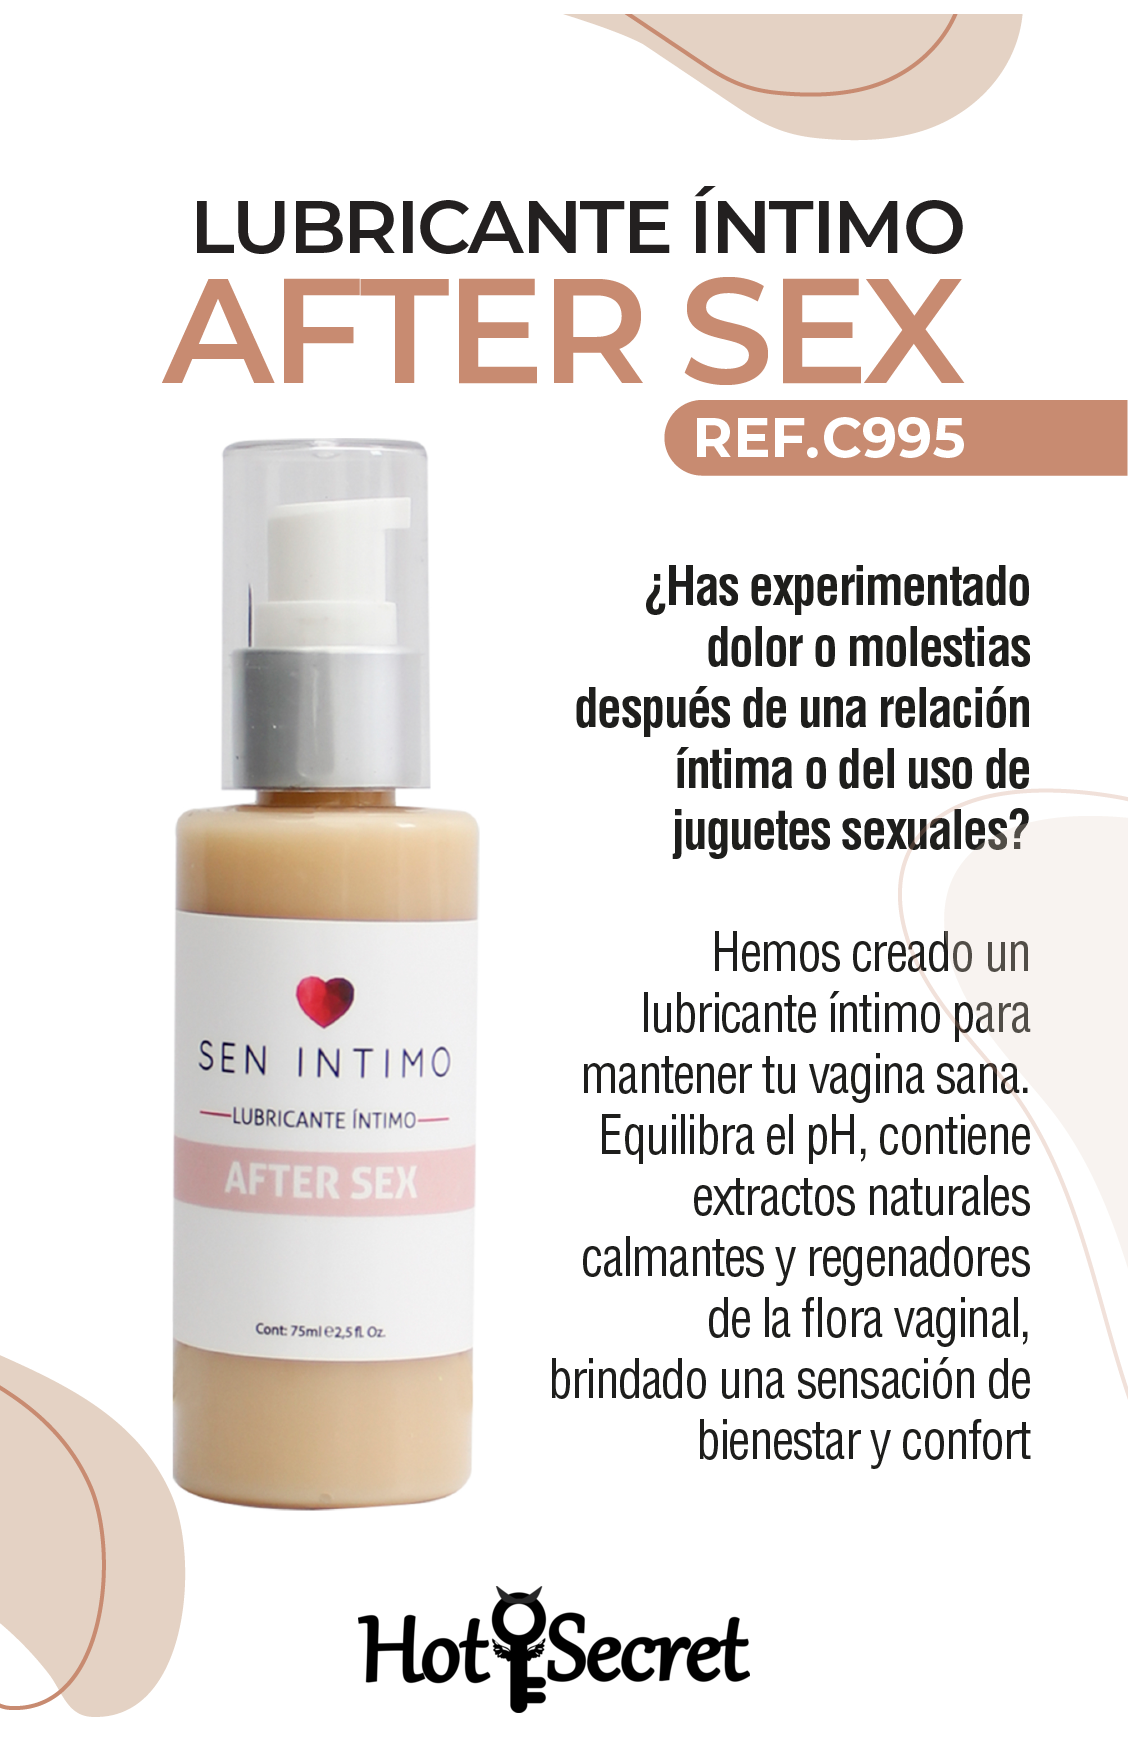 LUBRICANTE ÍNTIMO
AFTER SEX
REF.C995
¿Has experimentado
dolor o molestias
después de una relación
íntima o del uso de
juguetes sexuales?
Hemos creado un
lubricante íntimo para
mantener tu vagina sana.
Equilibra el pH, contiene
extractos naturales
calmantes y regenadores
de la flora vaginal,
brindado una sensación de
bienestar y confort
SEN INTIMO
LUBRICANTE ÍNTIMO
AFTER SEX
Cont: 75ml ℮2,5 fl. Oz.
Hot Secret